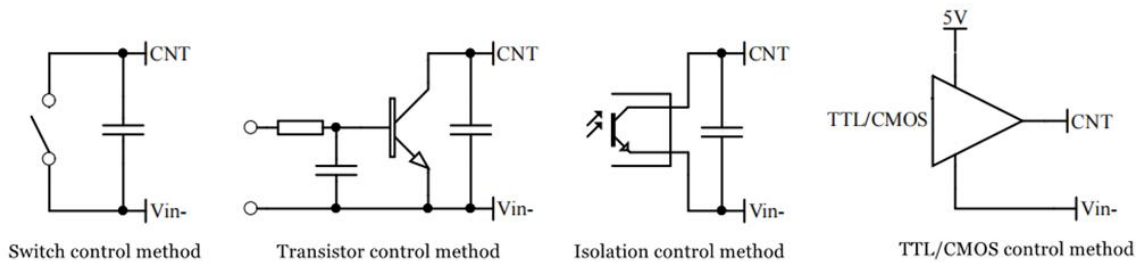 CNT
Vin-
Switch control method
CNT
Vin-
Transistor control method
CNT
Vin-
Isolation control method
5V
TTL/CMOS
CNT
Vin-
TTL/CMOS control method